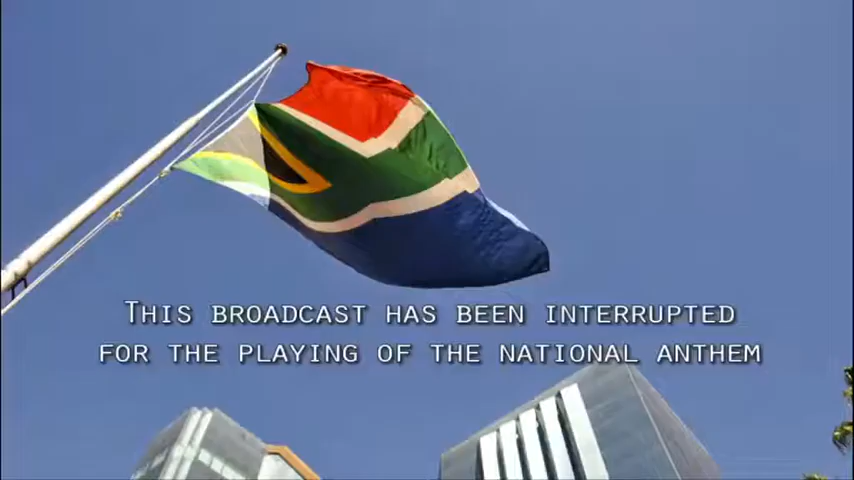 This broadcast has been interrupted
for the playing of the national anthem